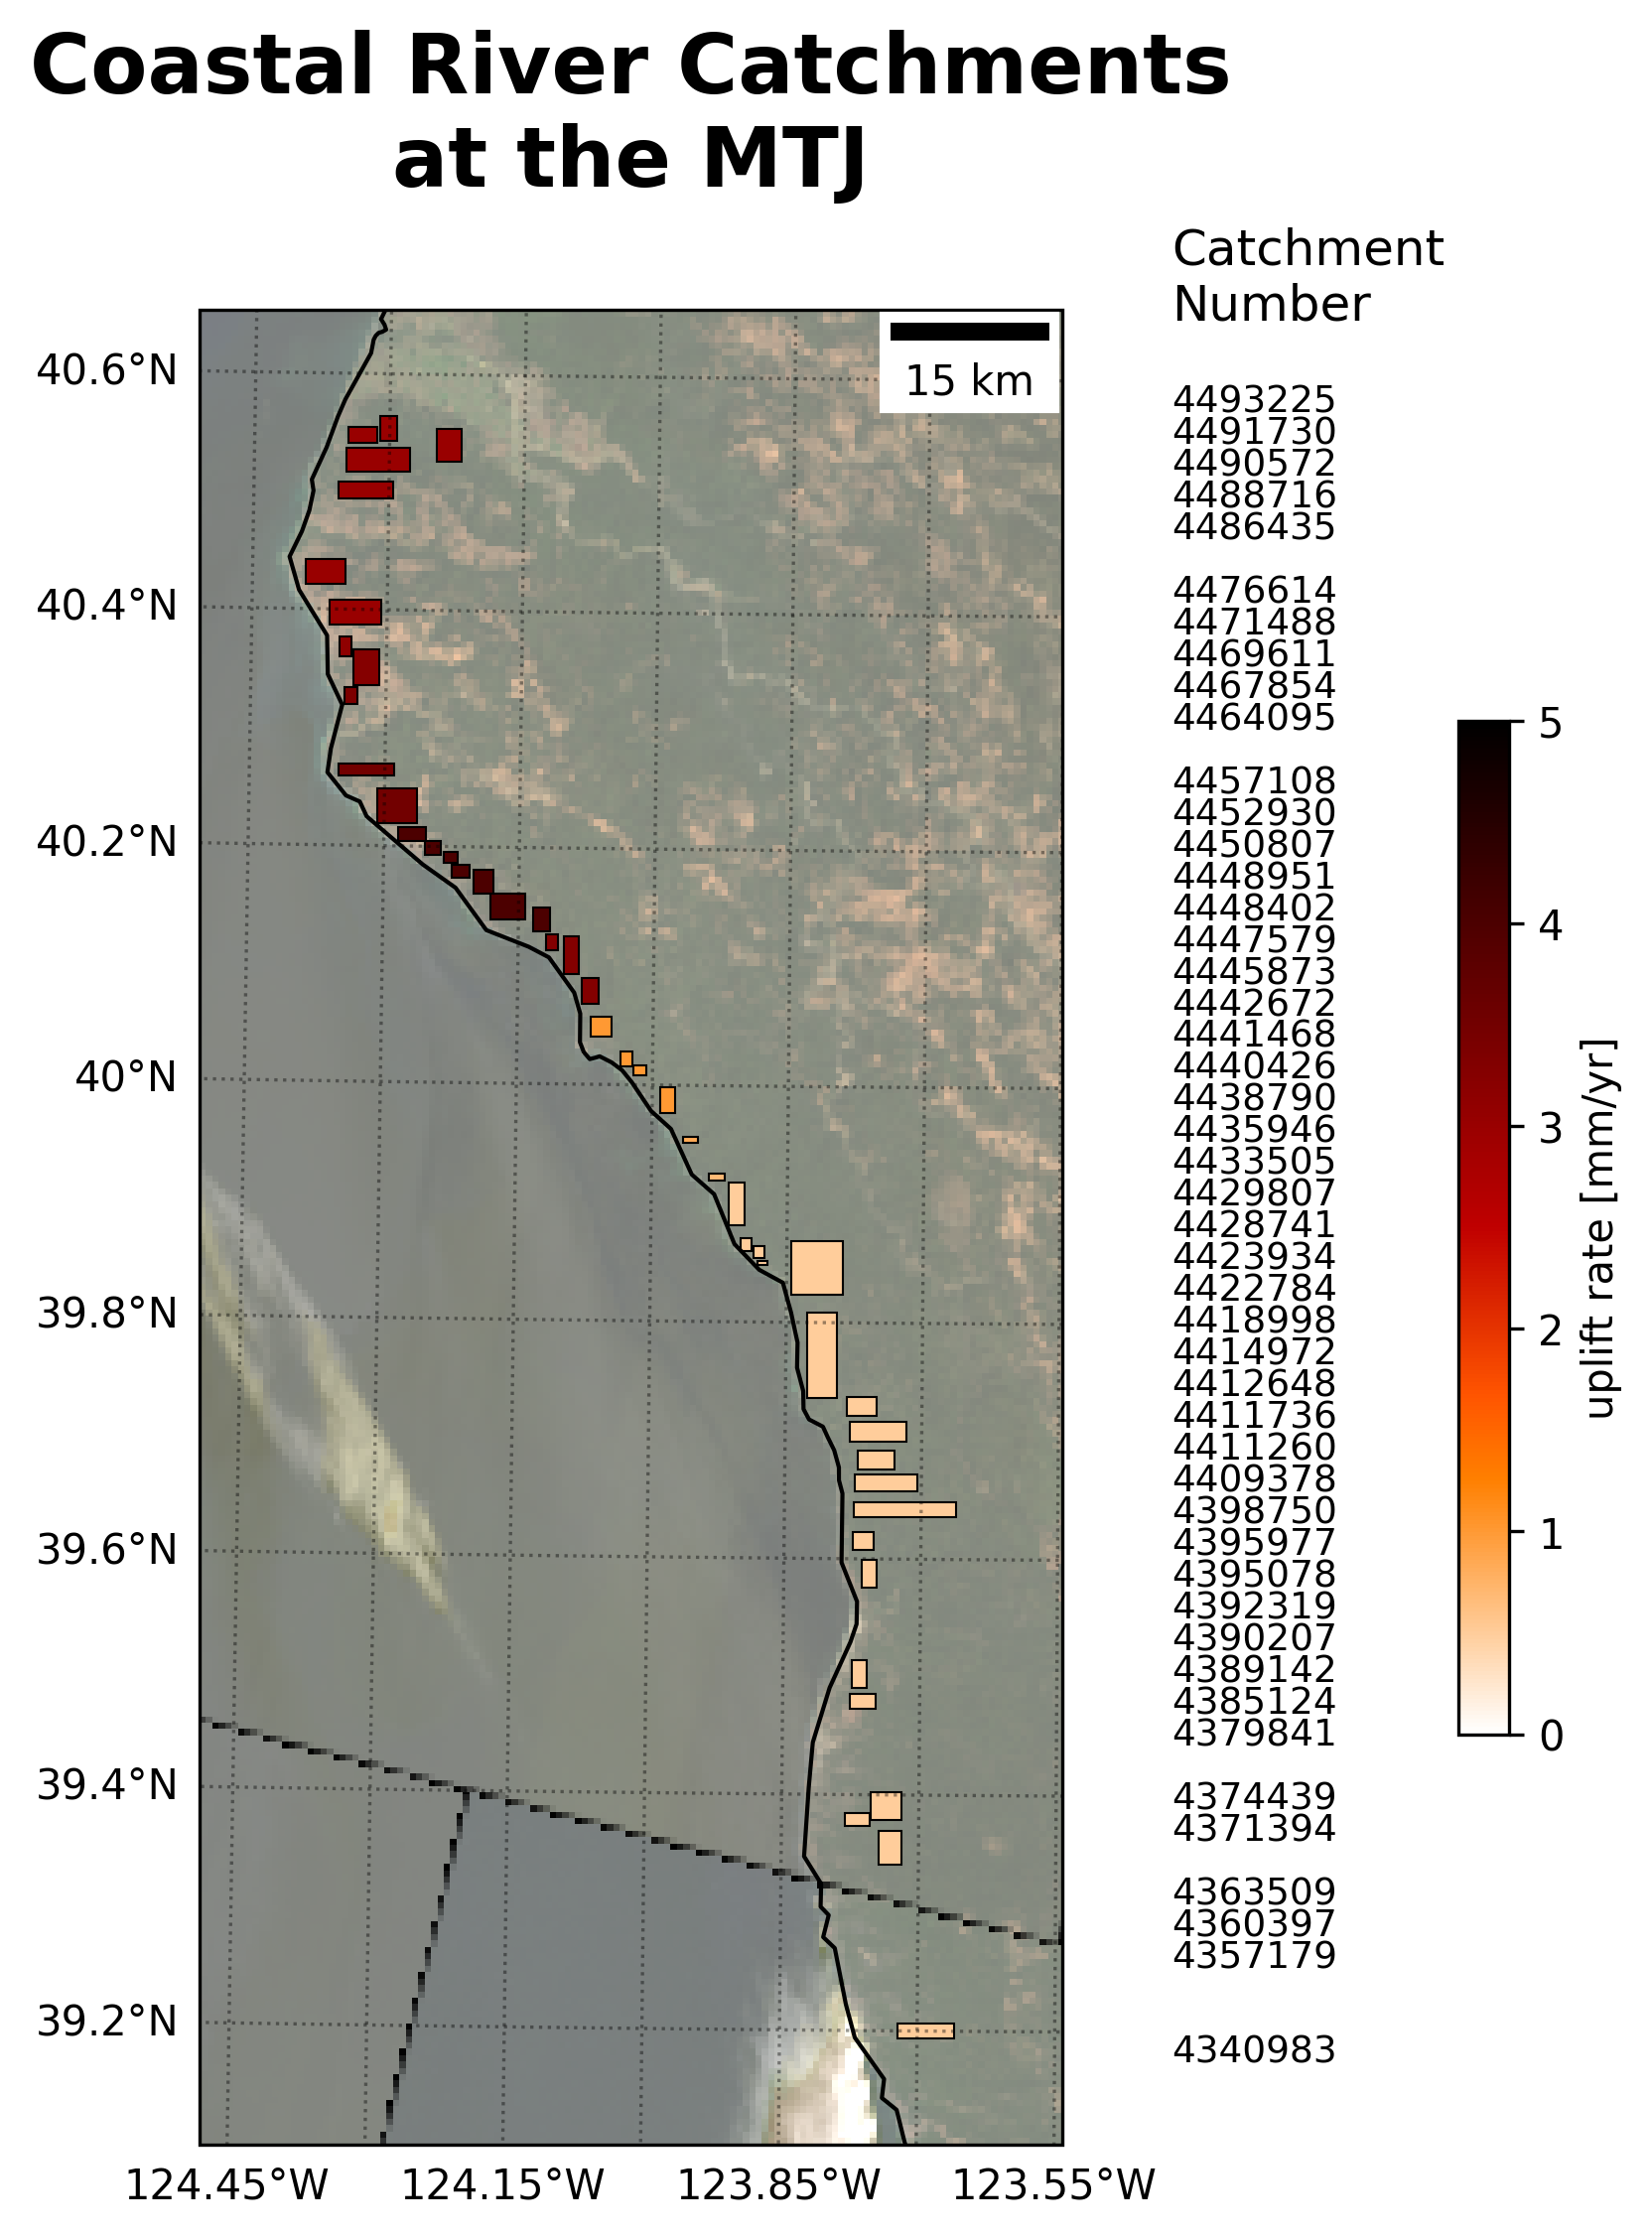 Coastal River Catchments
at the MTJ
Catchment
Number
15 km
40.6°N
40.4°N
40.2°N
40°N
39.8°N
39.6°N
39.4°N
39.2°N
124.45°W
124.15°W
123.85°W
123.55°W
4493225
4491730
4490572
4488716
4486435
4476614
4471488
4469611
4467854
4464095
4457108
4452930
4450807
4448951
4448402
4447579
4445873
4442672
4441468
4440426
4438790
4435946
4433505
4429807
4428741
4423934
4422784
4418998
4414972
4412648
4411736
4411260
4409378
4398750
4395977
4395078
4392319
4390207
4389142
4385124
4379841
4374439
4371394
4363509
4360397
4357179
4340983
5
4
3
2
1
0
uplift rate [mm/yr]